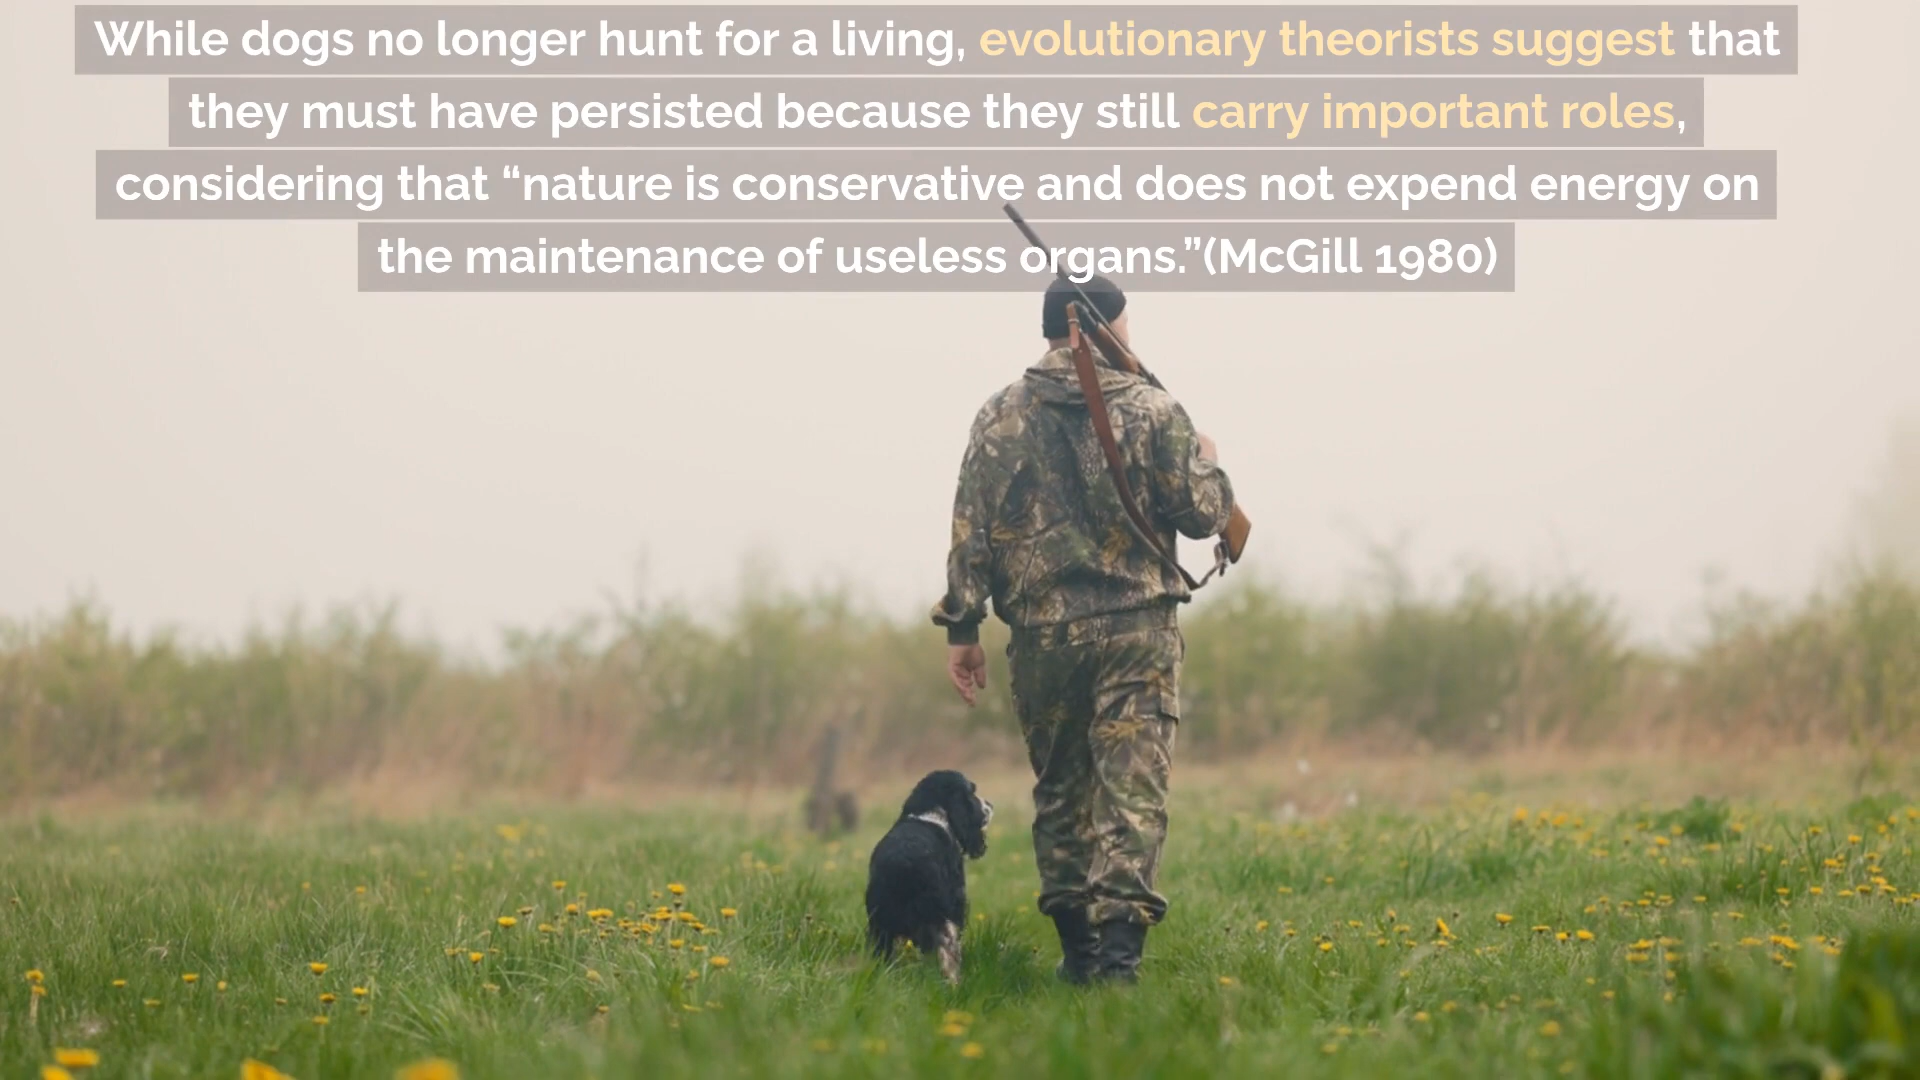 While dogs no longer hunt for a living, evolutionary theorists suggest that
they must have persisted because they still carry important roles,
considering that “nature is conservative and does not expend energy on
the maintenance of useless organs.”(McGill 1980)